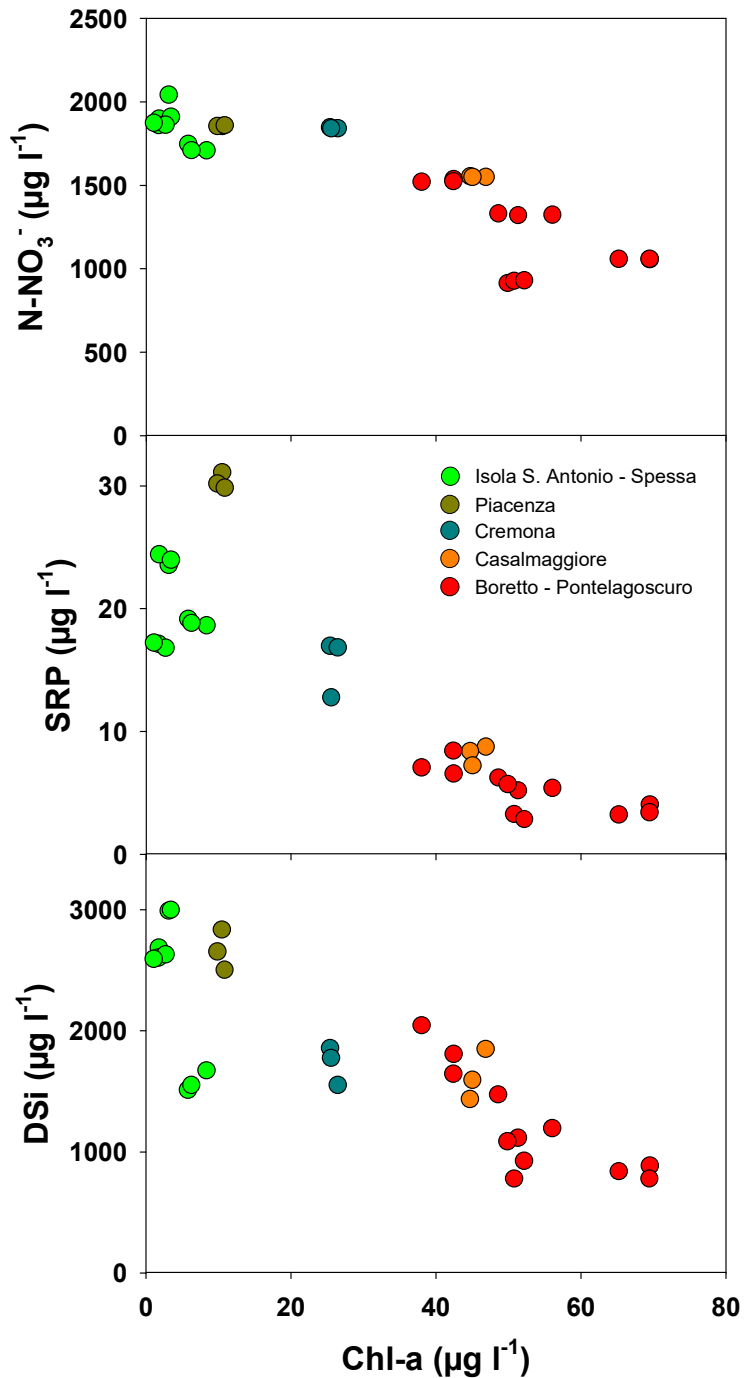 2500
2000
1500
1000
500
0
N-NO₃⁻ (µg l⁻¹)
30
20
10
0
SRP (µg l⁻¹)
Isola S. Antonio - Spessa
Piacenza
Cremona
Casalmaggiore
Boretto - Pontelagoscuro
3000
2000
1000
0
DSi (µg l⁻¹)
0 20 40 60 80
Chl-a (µg l⁻¹)